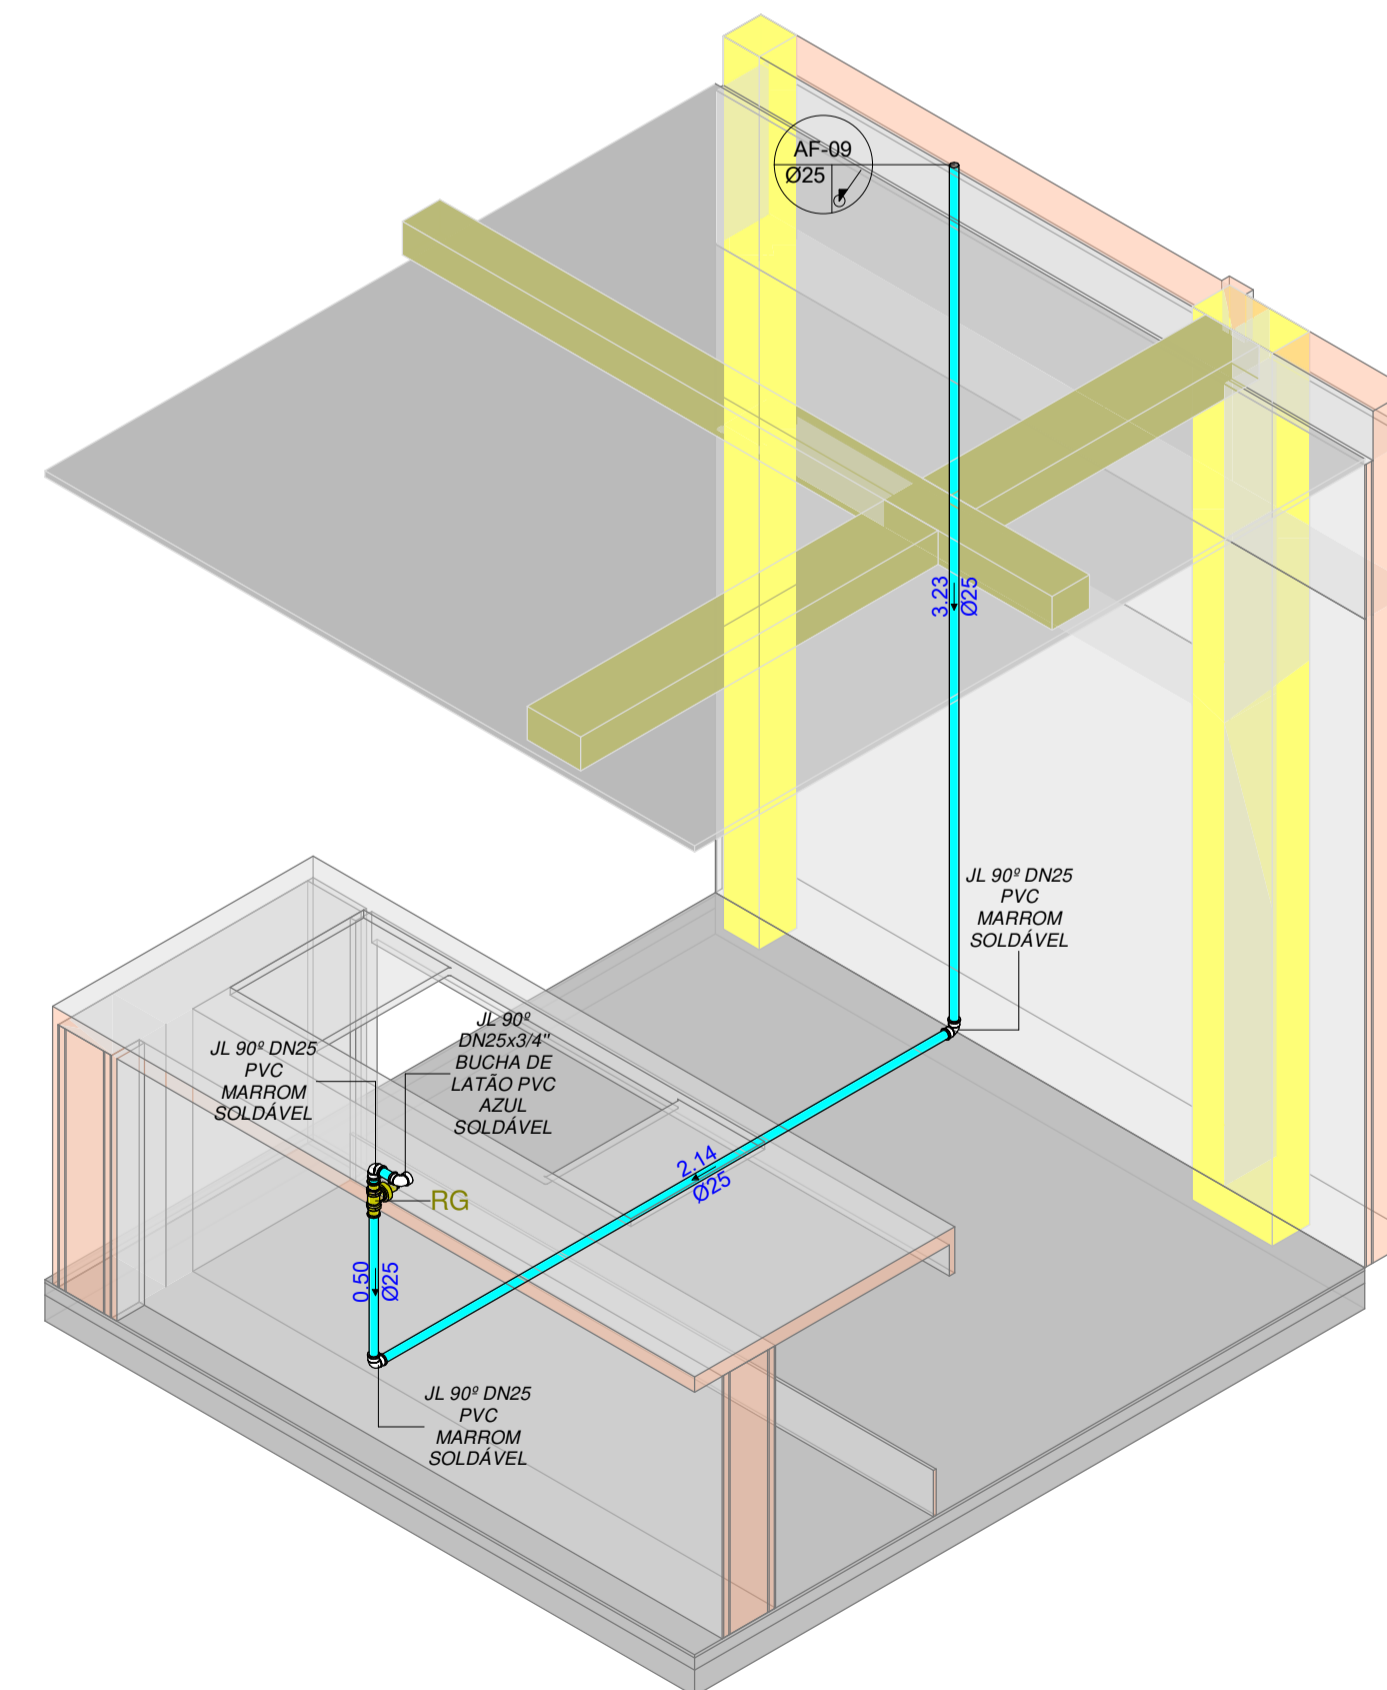 AF-09
Ø25
3.23
Ø25
JL 90º DN25
PVC
MARROM
SOLDÁVEL
JL 90º
DN25x3/4"
BUCHA DE
LATÃO PVC
AZUL
SOLDÁVEL
JL 90º DN25
PVC
MARROM
SOLDÁVEL
2.14
Ø25
RG
0.50
Ø25
JL 90º DN25
PVC
MARROM
SOLDÁVEL